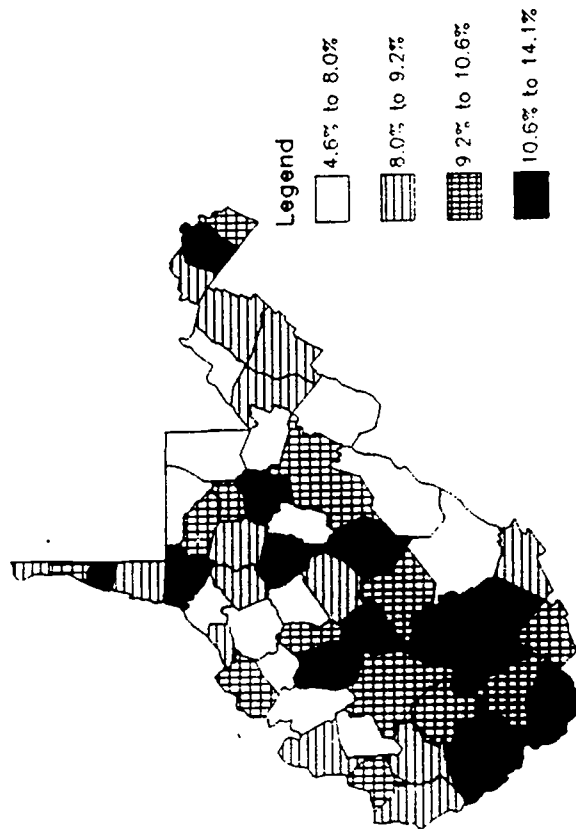 Legend
4.6% to 8.0%
8.0% to 9.2%
9.2% to 10.6%
10.6% to 14.1%